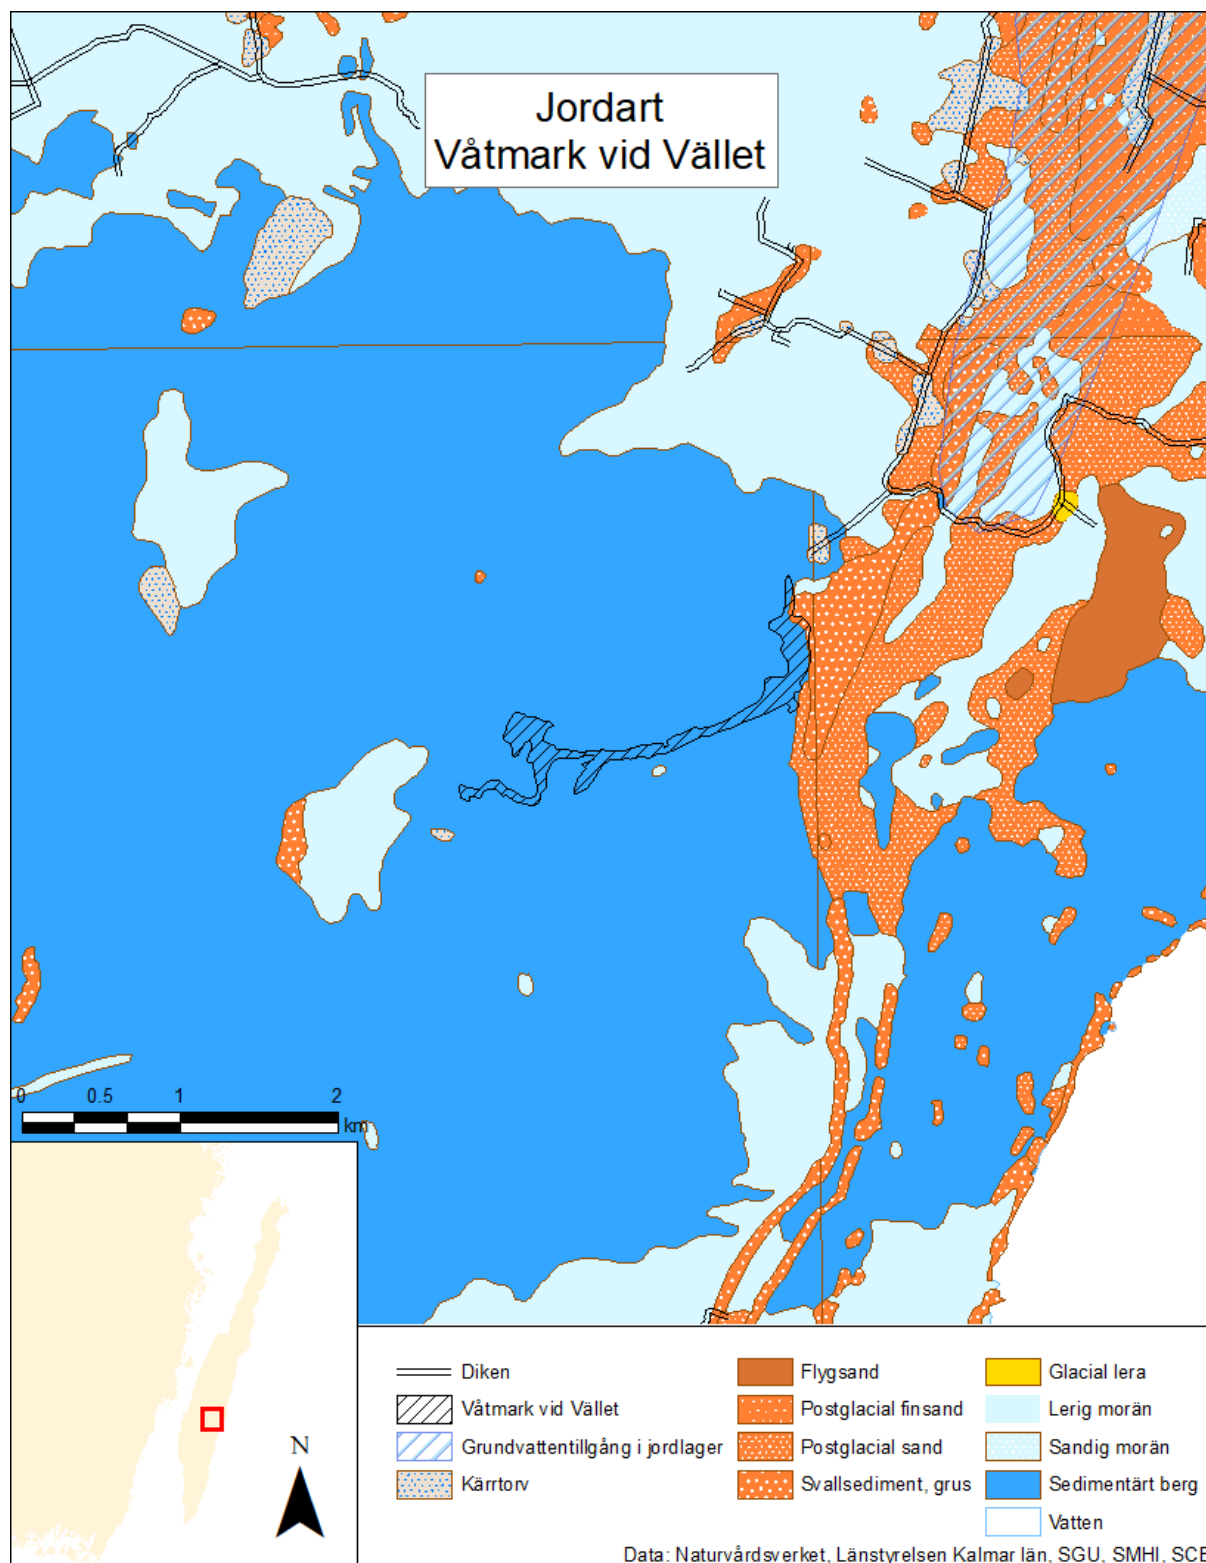 Jordart
Våtmark vid Vället
0 0.5 1 2
km
N
Diken
Våtmark vid Vället
Grundvattentillgång i jordlager
Kärrtorv
Flygsand
Postglacial finsand
Postglacial sand
Svallsediment, grus
Glacial lera
Lerig morän
Sandig morän
Sedimentärt berg
Vatten
Data: Naturvårdsverket, Länstyrelsen Kalmar län, SGU, SMHI, SCB